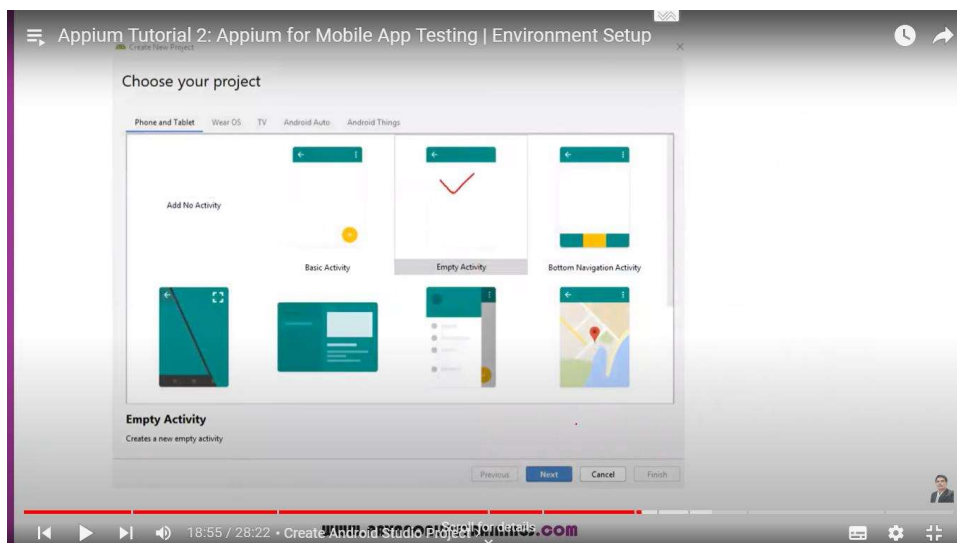 Appium Tutorial 2: Appium for Mobile App Testing | Environment Setup
Create New Project
Choose your project
Phone and Tablet Wear OS TV Android Auto Android Things
Add No Activity
Basic Activity
Empty Activity
Bottom Navigation Activity
Empty Activity
Creates a new empty activity
Previous Next Cancel Finish
Scroll for details
18:55 / 28:22 • Create Android Studio Project
.com